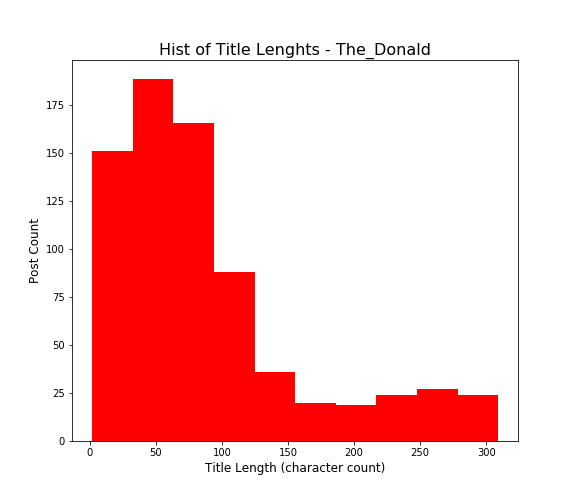 Hist of Title Lenghts - The_Donald
175
150
125
100
75
50
25
0
Post Count
0 50 100 150 200 250 300
Title Length (character count)